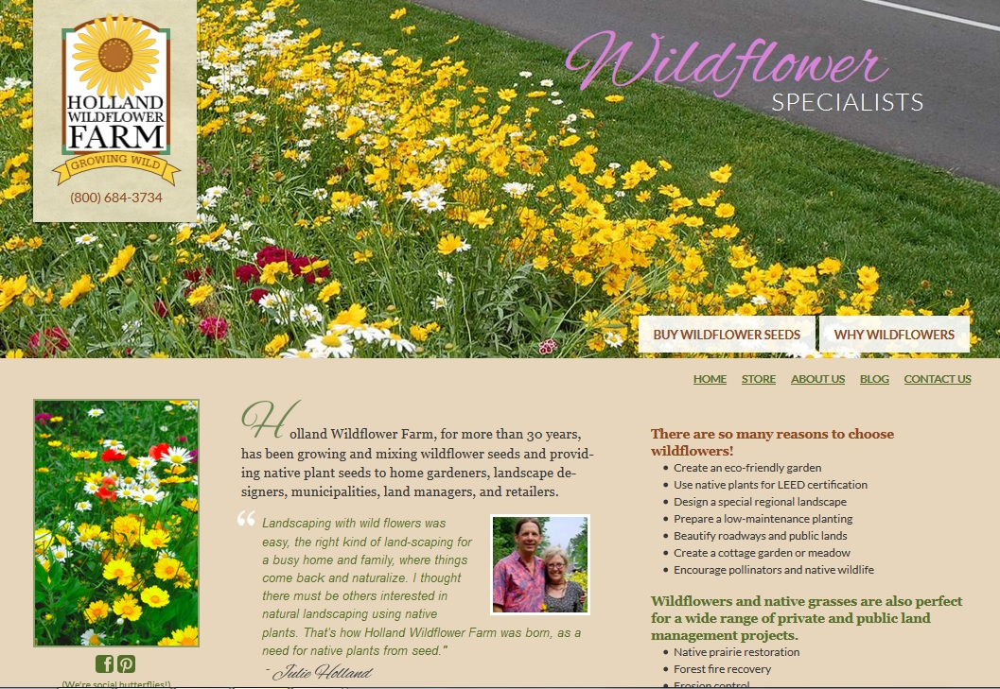 HOLLAND
WILDFLOWER
FARM
GROWING WILD
(800) 684-3734
Wildflower
SPECIALISTS
BUY WILDFLOWER SEEDS
WHY WILDFLOWERS
HOME STORE ABOUT US BLOG CONTACT US
Holland Wildflower Farm, for more than 30 years,
has been growing and mixing wildflower seeds and provid-
ing native plant seeds to home gardeners, landscape de-
signers, municipalities, land managers, and retailers.
“ Landscaping with wild flowers was
easy, the right kind of land-scaping for
a busy home and family, where things
come back and naturalize. I thought
there must be others interested in
natural landscaping using native
plants. That's how Holland Wildflower Farm was born, as a
need for native plants from seed."
- Julie Holland
(We're social butterflies!)
There are so many reasons to choose
wildflowers!
• Create an eco-friendly garden
• Use native plants for LEED certification
• Design a special regional landscape
• Prepare a low-maintenance planting
• Beautify roadways and public lands
• Create a cottage garden or meadow
• Encourage pollinators and native wildlife
Wildflowers and native grasses are also perfect
for a wide range of private and public land
management projects.
• Native prairie restoration
• Forest fire recovery
• Erosion control